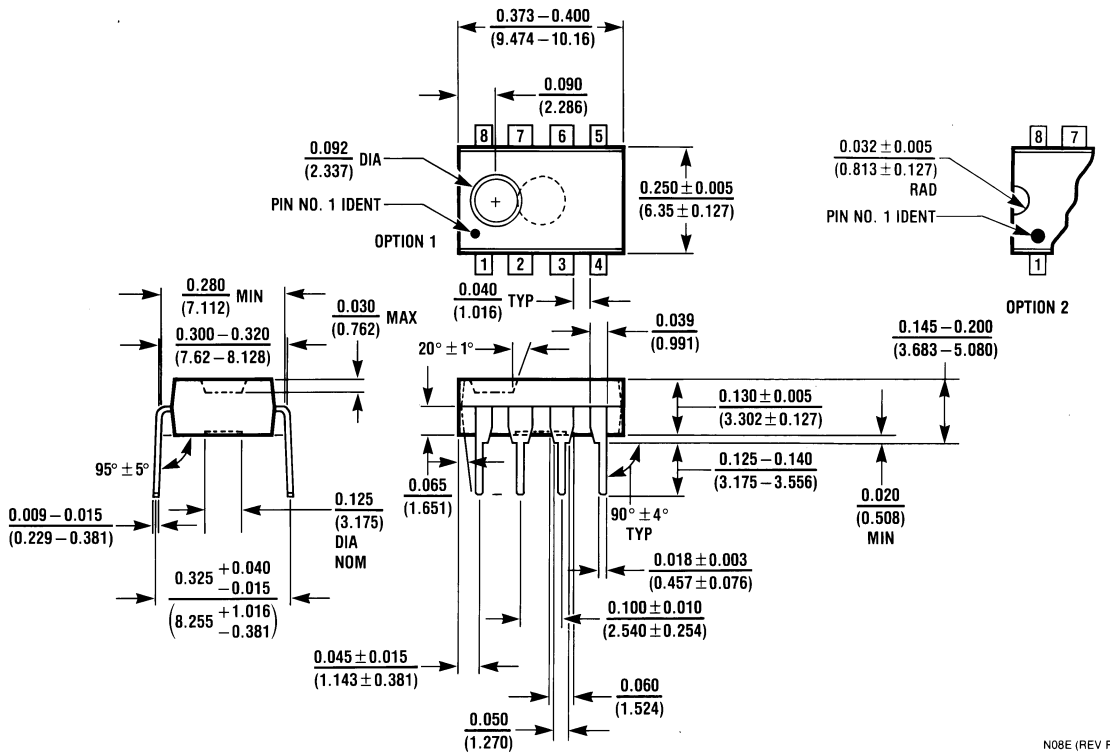 0.373 – 0.400
(9.474 – 10.16)
0.090
(2.286)
8 7 6 5
0.092 DIA
(2.337)
PIN NO. 1 IDENT
OPTION 1
+
1 2 3 4
0.250 ± 0.005
(6.35 ± 0.127)
8 7
0.032 ± 0.005
(0.813 ± 0.127)
RAD
PIN NO. 1 IDENT
1
OPTION 2
0.280 MIN
(7.112)
0.300 – 0.320
(7.62 – 8.128)
0.030 MAX
(0.762)
0.040 TYP
(1.016)
0.039
(0.991)
20° ± 1°
0.145 – 0.200
(3.683 – 5.080)
0.130 ± 0.005
(3.302 ± 0.127)
0.125 – 0.140
(3.175 – 3.556)
0.020
(0.508)
MIN
95° ± 5°
0.009 – 0.015
(0.229 – 0.381)
0.125
(3.175)
DIA
NOM
0.065
(1.651)
90° ± 4°
TYP
0.325 +0.040
−0.015
(8.255 +1.016
−0.381)
0.018 ± 0.003
(0.457 ± 0.076)
0.100 ± 0.010
(2.540 ± 0.254)
0.045 ± 0.015
(1.143 ± 0.381)
0.060
(1.524)
0.050
(1.270)
N08E (REV F